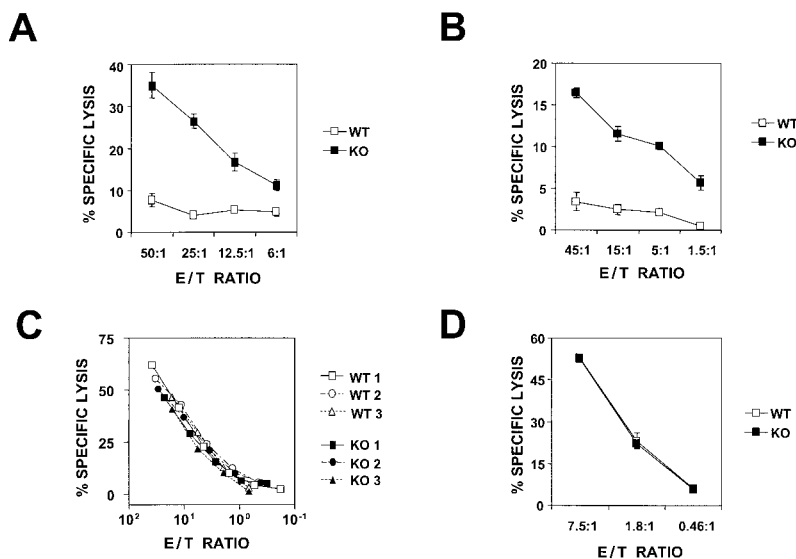 A
% SPECIFIC LYSIS
40
30
20
10
0
50:1 25:1 12.5:1 6:1
E/T RATIO
WT
KO
B
% SPECIFIC LYSIS
20
15
10
5
0
45:1 15:1 5:1 1.5:1
E/T RATIO
WT
KO
C
% SPECIFIC LYSIS
75
50
25
0
10² 10¹ 10⁰ 10⁻¹
E/T RATIO
WT 1
WT 2
WT 3
KO 1
KO 2
KO 3
D
% SPECIFIC LYSIS
60
45
30
15
0
7.5:1 1.8:1 0.46:1
E/T RATIO
WT
KO